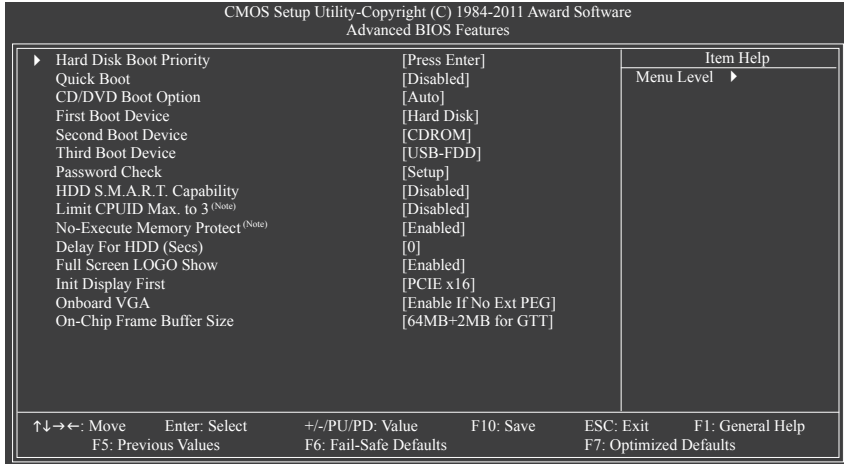 CMOS Setup Utility-Copyright (C) 1984-2011 Award Software
Advanced BIOS Features
▶ Hard Disk Boot Priority [Press Enter]
Quick Boot [Disabled]
CD/DVD Boot Option [Auto]
First Boot Device [Hard Disk]
Second Boot Device [CDROM]
Third Boot Device [USB-FDD]
Password Check [Setup]
HDD S.M.A.R.T. Capability [Disabled]
Limit CPUID Max. to 3 (Note) [Disabled]
No-Execute Memory Protect (Note) [Enabled]
Delay For HDD (Secs) [0]
Full Screen LOGO Show [Enabled]
Init Display First [PCIE x16]
Onboard VGA [Enable If No Ext PEG]
On-Chip Frame Buffer Size [64MB+2MB for GTT]
Item Help
Menu Level ▶
↑↓→←: Move Enter: Select +/-/PU/PD: Value F10: Save ESC: Exit F1: General Help
F5: Previous Values F6: Fail-Safe Defaults F7: Optimized Defaults